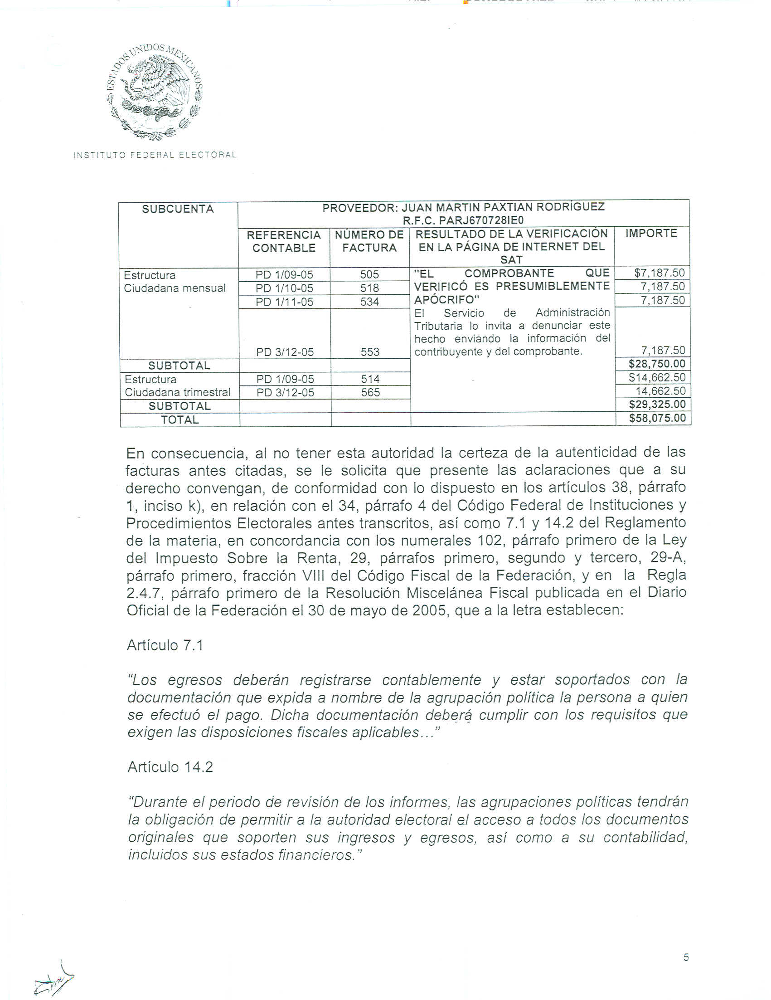 ESTADOS UNIDOS MEXICANOS
INSTITUTO FEDERAL ELECTORAL
SUBCUENTA
PROVEEDOR: JUAN MARTIN PAXTIAN RODRÍGUEZ
R.F.C. PARJ670728IE0
REFERENCIA CONTABLE
NÚMERO DE FACTURA
RESULTADO DE LA VERIFICACIÓN EN LA PÁGINA DE INTERNET DEL SAT
IMPORTE
Estructura
Ciudadana mensual
PD 1/09-05 505 $7,187.50
PD 1/10-05 518 7,187.50
PD 1/11-05 534 7,187.50
PD 3/12-05 553 7,187.50
"EL COMPROBANTE QUE
VERIFICÓ ES PRESUMIBLEMENTE
APÓCRIFO"
El Servicio de Administración
Tributaria lo invita a denunciar este
hecho enviando la información del
contribuyente y del comprobante.
SUBTOTAL $28,750.00
Estructura
Ciudadana trimestral
PD 1/09-05 514 $14,662.50
PD 3/12-05 565 14,662.50
SUBTOTAL $29,325.00
TOTAL $58,075.00
En consecuencia, al no tener esta autoridad la certeza de la autenticidad de las
facturas antes citadas, se le solicita que presente las aclaraciones que a su
derecho convengan, de conformidad con lo dispuesto en los artículos 38, párrafo
1, inciso k), en relación con el 34, párrafo 4 del Código Federal de Instituciones y
Procedimientos Electorales antes transcritos, así como 7.1 y 14.2 del Reglamento
de la materia, en concordancia con los numerales 102, párrafo primero de la Ley
del Impuesto Sobre la Renta, 29, párrafos primero, segundo y tercero, 29-A,
párrafo primero, fracción VIII del Código Fiscal de la Federación, y en la Regla
2.4.7, párrafo primero de la Resolución Miscelánea Fiscal publicada en el Diario
Oficial de la Federación el 30 de mayo de 2005, que a la letra establecen:
Artículo 7.1
“Los egresos deberán registrarse contablemente y estar soportados con la
documentación que expida a nombre de la agrupación política la persona a quien
se efectuó el pago. Dicha documentación deberá cumplir con los requisitos que
exigen las disposiciones fiscales aplicables...”
Artículo 14.2
“Durante el periodo de revisión de los informes, las agrupaciones políticas tendrán
la obligación de permitir a la autoridad electoral el acceso a todos los documentos
originales que soporten sus ingresos y egresos, así como a su contabilidad,
incluidos sus estados financieros.”
5